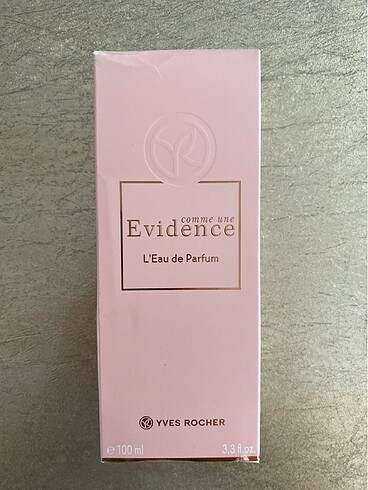 comme une
Evidence
L'Eau de Parfum
YVES ROCHER
e 100 ml 3,3 fl.oz